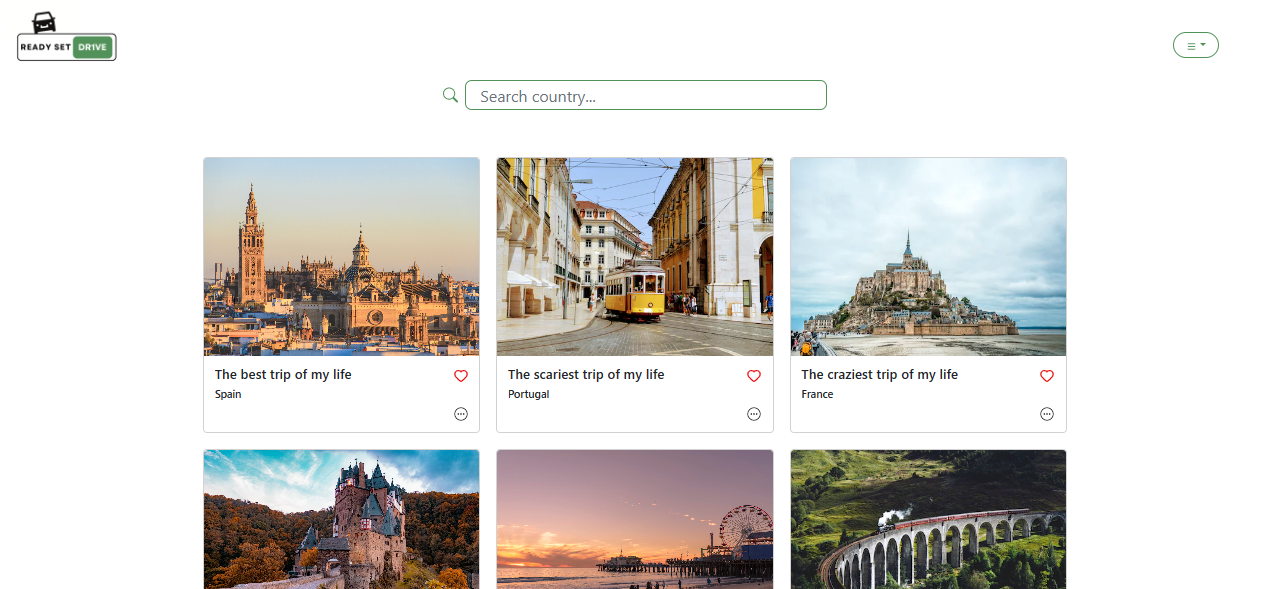 READY SET DR1VE
Search country...
The best trip of my life
Spain
The scariest trip of my life
Portugal
The craziest trip of my life
France